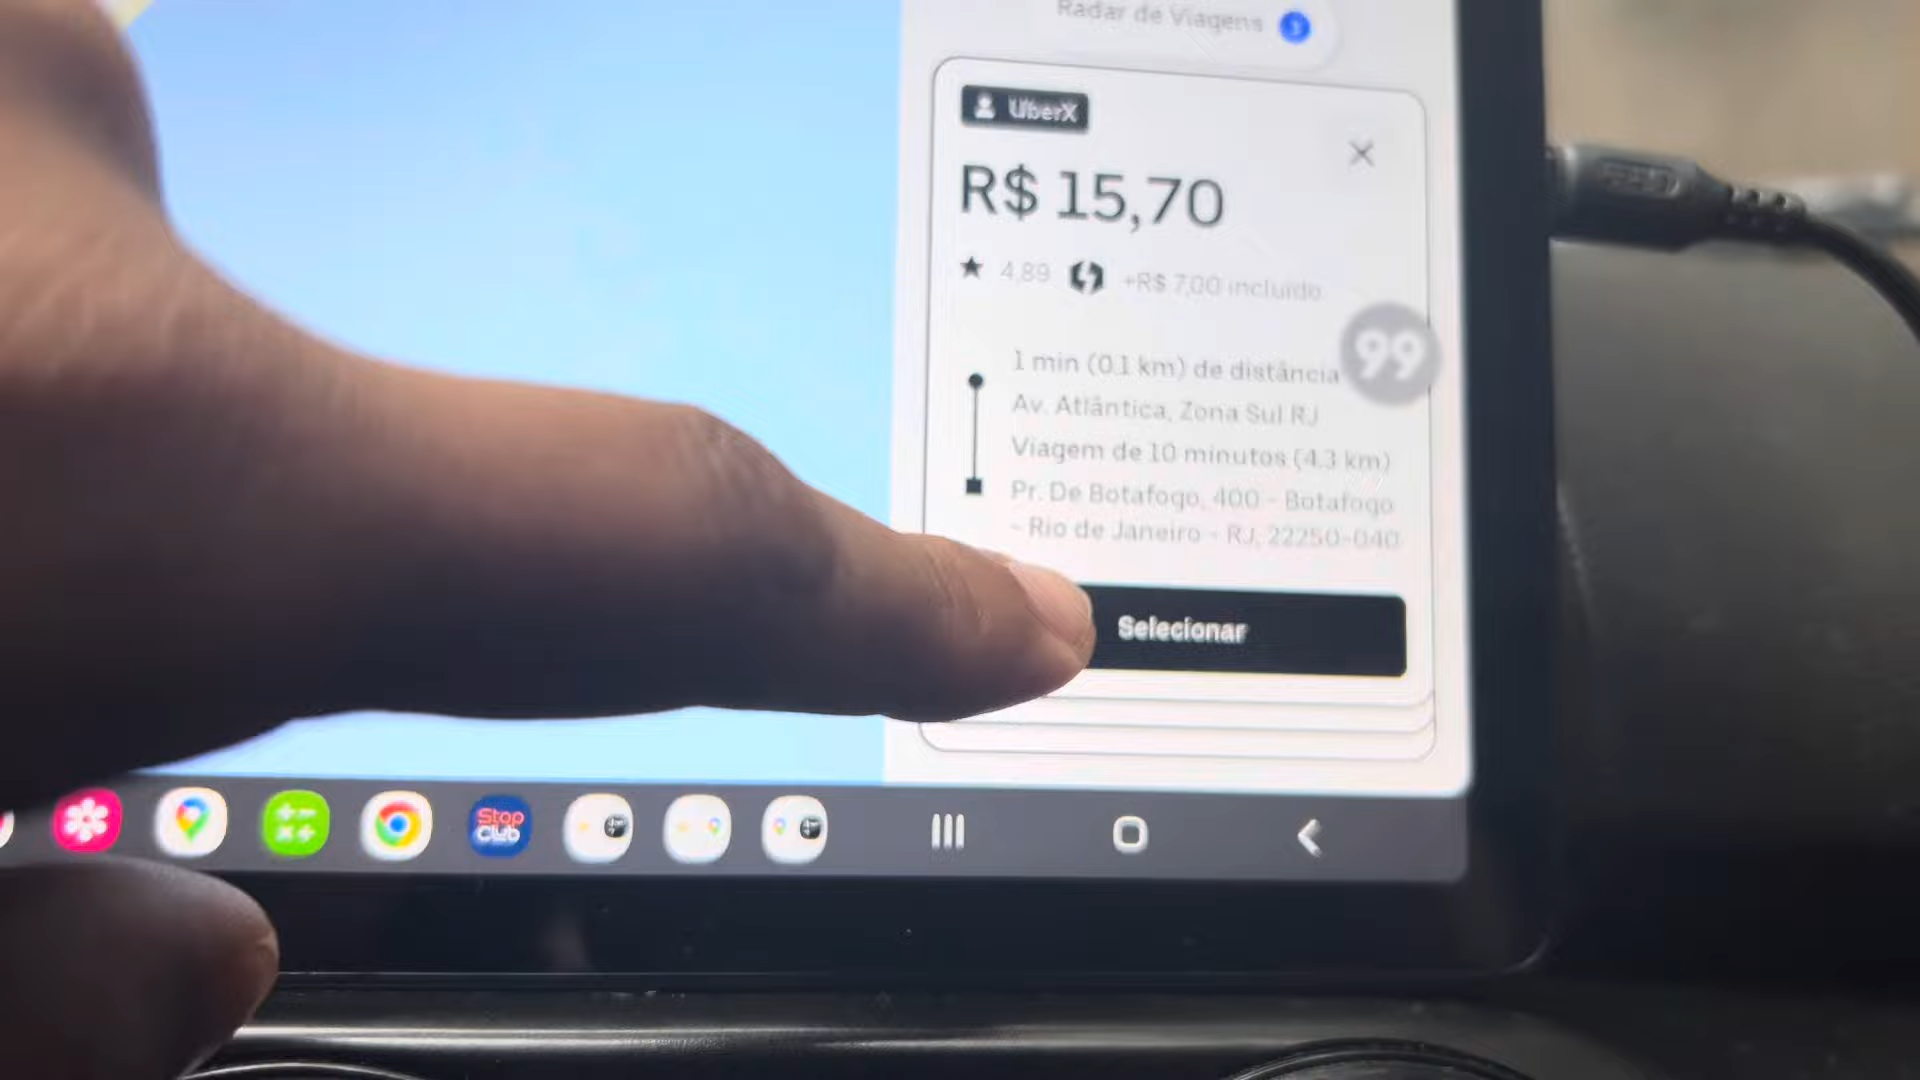 Radar de Viagens 3
UberX
R$ 15,70
4,89 +R$ 7,00 incluído
1 min (0.1 km) de distância
99
Av. Atlântica, Zona Sul RJ
Viagem de 10 minutos (4.3 km)
Pr. De Botafogo, 400 - Botafogo
- Rio de Janeiro - RJ, 22250-040
Selecionar
Stop
Club